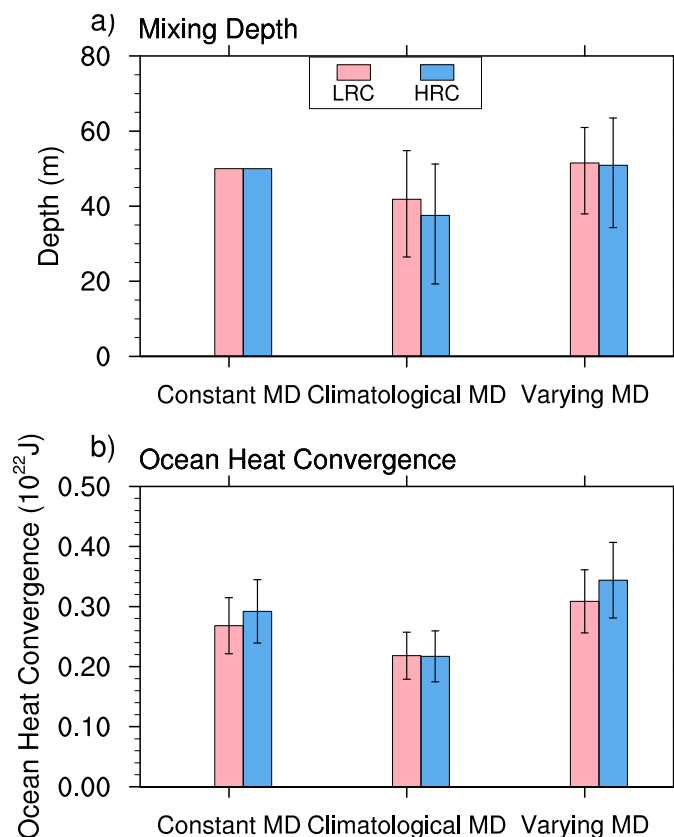 a) Mixing Depth
80
60
40
20
0
Depth (m)
LRC HRC
Constant MD Climatological MD Varying MD
b) Ocean Heat Convergence
0.50
0.40
0.30
0.20
0.10
0.00
Ocean Heat Convergence (10²²J)
Constant MD Climatological MD Varying MD